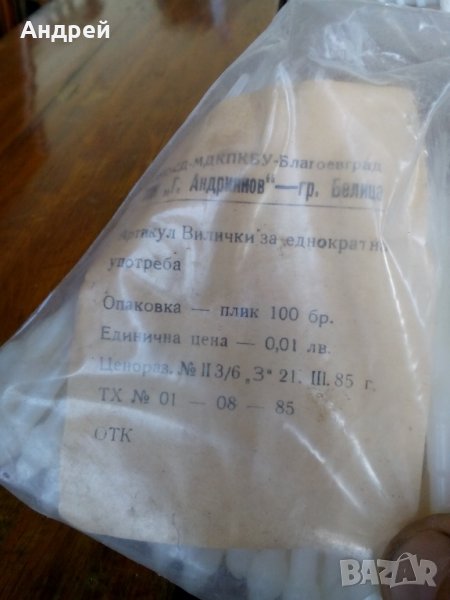 Андрей
МДКПКБУ-Благоевград
„Г. Андрийнов“ — гр. Белица
Артикул Вилички за еднократна
употреба
Опаковка — плик 100 бр.
Единична цена — 0,01 лв.
Ценораз. № II 3/6 „З“ 21. III. 85 г.
ТХ № 01 — 08 — 85
ОТК
BAZAR